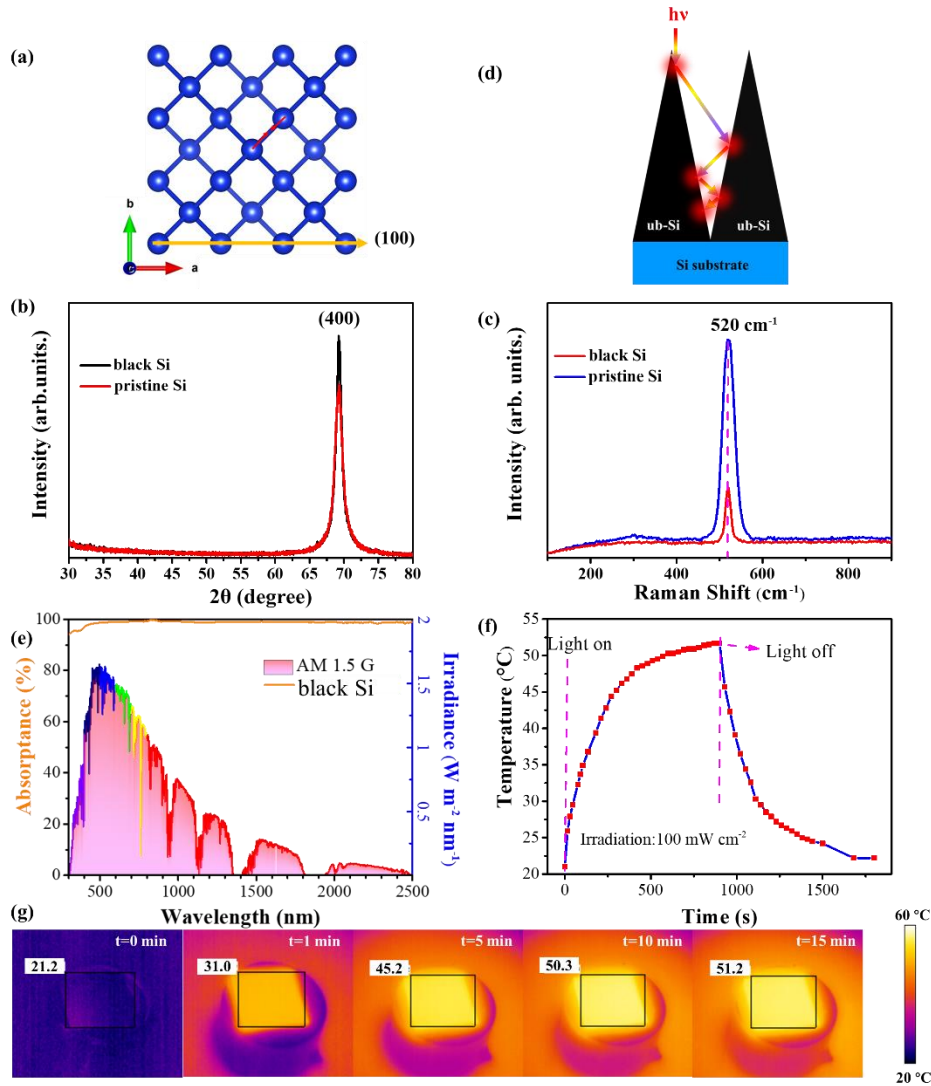 (a)
b
a
(100)
(d)
hν
ub-Si
ub-Si
Si substrate
(b)
(400)
black Si
pristine Si
Intensity (arb.units.)
30 35 40 45 50 55 60 65 70 75 80
2θ (degree)
(c)
520 cm⁻¹
black Si
pristine Si
Intensity (arb. units.)
200 400 600 800
Raman Shift (cm⁻¹)
(e)
100
80
60
40
20
0
Absorptance (%)
AM 1.5 G
black Si
2
1.5
1
0.5
Irradiance (W m⁻² nm⁻¹)
500 1000 1500 2000 2500
Wavelength (nm)
(f)
55
50
45
40
35
30
25
20
Temperature (°C)
Light on
Light off
Irradiation:100 mW cm⁻²
0 500 1000 1500
Time (s)
(g)
t=0 min
21.2
t=1 min
31.0
t=5 min
45.2
t=10 min
50.3
t=15 min
51.2
60 °C
20 °C